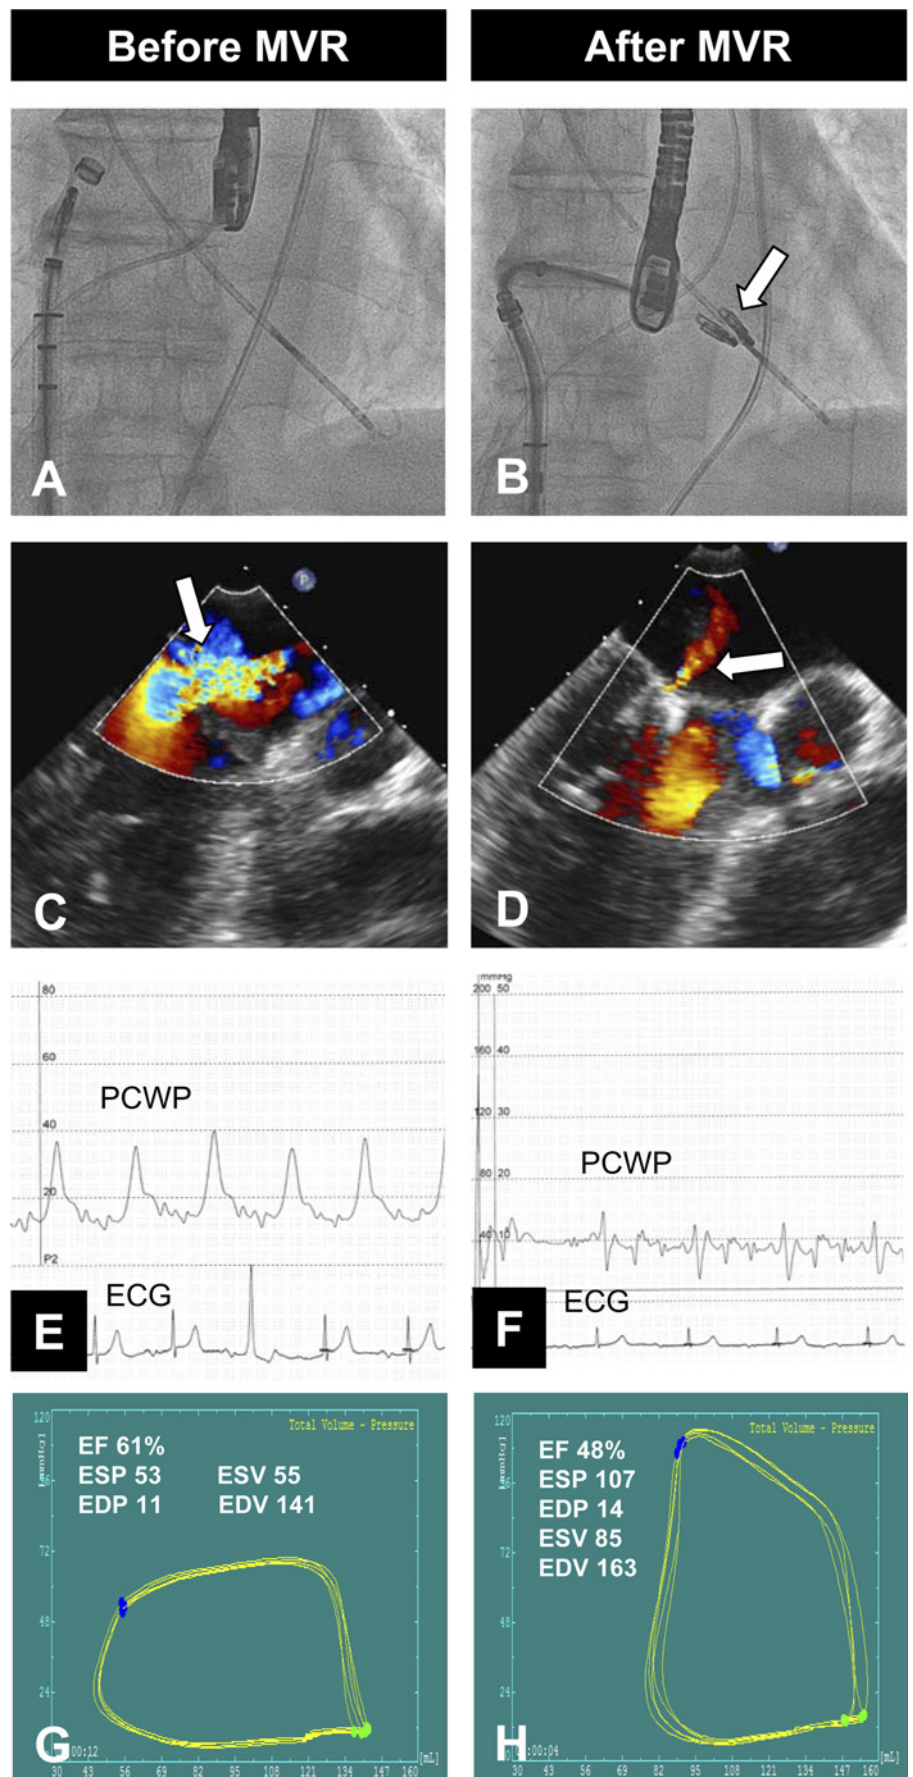 Before MVR
After MVR
A
B
P
C
D
80
60
PCWP
40
20
P2
ECG
E
mmHg
200 50
160 40
120 30
PCWP
80 20
40 10
ECG
F
120
Total Volume - Pressure
[mmHg]
EF 61%
ESP 53 ESV 55
EDP 11 EDV 141
96
72
48
24
G
:00:12
[mL]
30 43 56 69 82 95 108 121 134 147 160
120
Total Volume - Pressure
[mmHg]
EF 48%
ESP 107
EDP 14
ESV 85
EDV 163
96
72
48
24
H
:00:04
[mL]
30 43 56 69 82 95 108 121 134 147 160